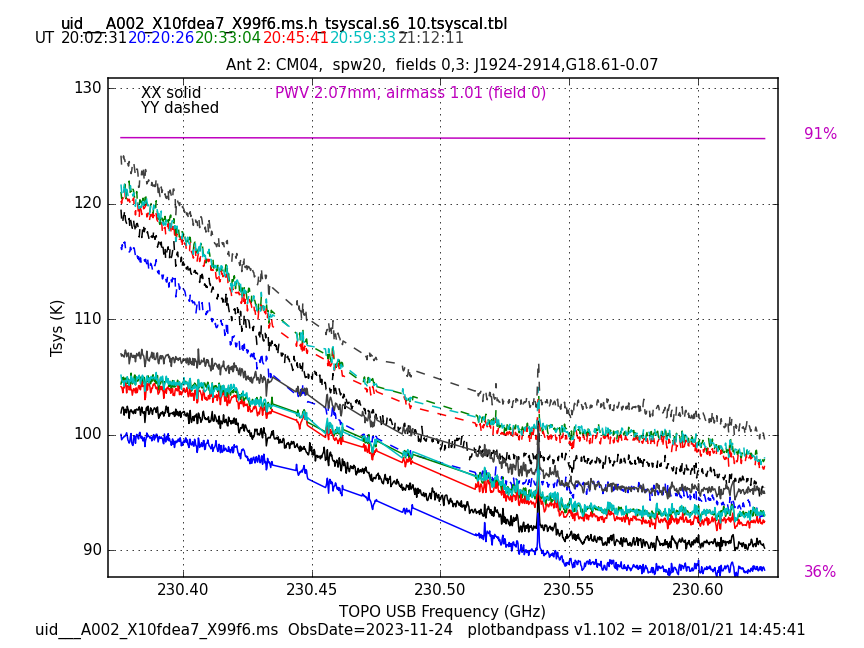 uid___A002_X10fdea7_X99f6.ms.h_tsyscal.s6_10.tsyscal.tbl
UT 20:02:31 20:20:26 20:33:04 20:45:41 20:59:33 21:12:11
Ant 2: CM04, spw20, fields 0,3: J1924-2914,G18.61-0.07
XX solid
YY dashed
PWV 2.07mm, airmass 1.01 (field 0)
130
120
110
100
90
Tsys (K)
91%
36%
230.40 230.45 230.50 230.55 230.60
TOPO USB Frequency (GHz)
uid___A002_X10fdea7_X99f6.ms ObsDate=2023-11-24 plotbandpass v1.102 = 2018/01/21 14:45:41